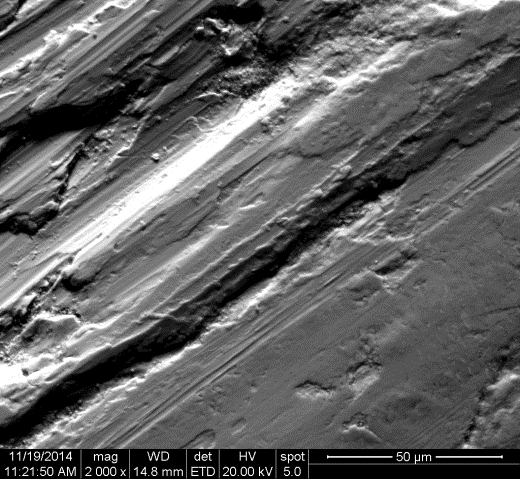 11/19/2014 mag WD det HV spot
11:21:50 AM 2 000 x 14.8 mm ETD 20.00 kV 5.0 50 µm